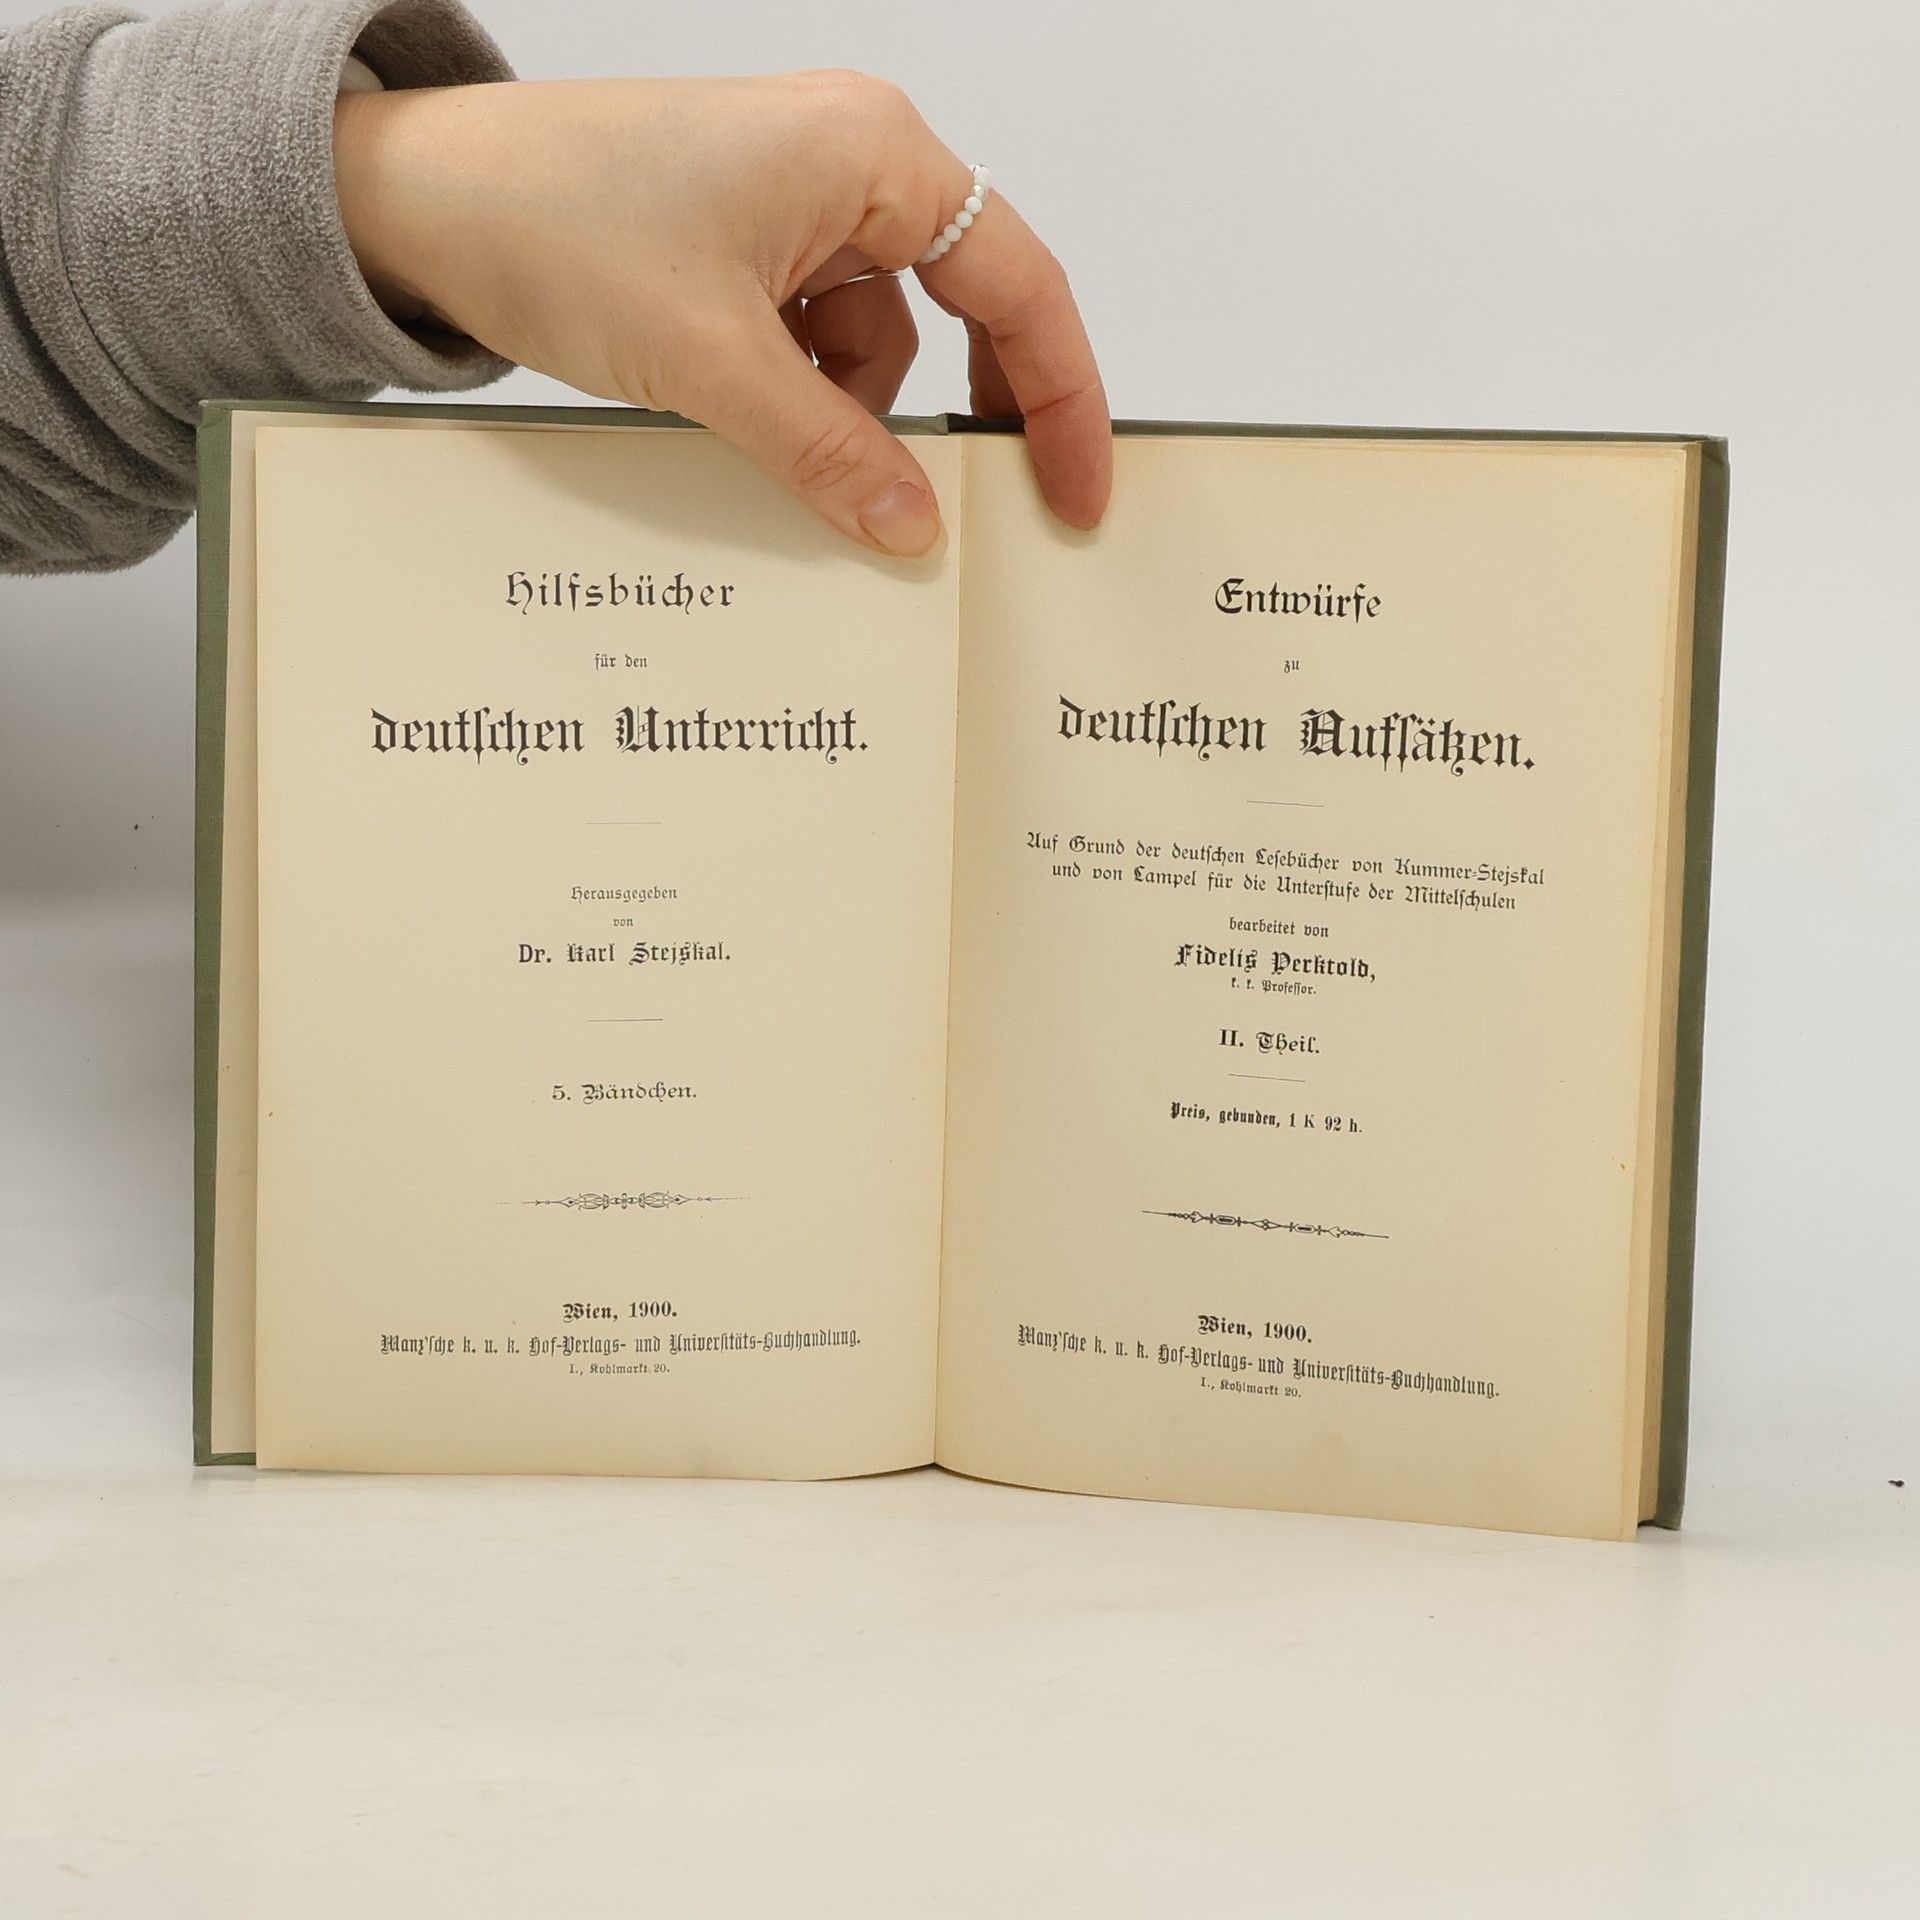 Hilfsbücher
für den
deutschen Unterricht.
Herausgegeben
von
Dr. Karl Stejskal.
5. Bändchen.
Wien, 1900.
Manz'sche k. u. k. Hof-Verlags- und Universitäts-Buchhandlung.
I., Kohlmarkt 20.
Entwürfe
zu
deutschen Aufsätzen.
Auf Grund der deutschen Lesebücher von Kummer-Stejskal
und von Lampel für die Unterstufe der Mittelschulen
bearbeitet von
Fidelis Perktold,
k. k. Professor.
II. Theil.
Preis, gebunden, 1 K 92 h.
Wien, 1900.
Manz'sche k. u. k. Hof-Verlags- und Universitäts-Buchhandlung.
I., Kohlmarkt 20.